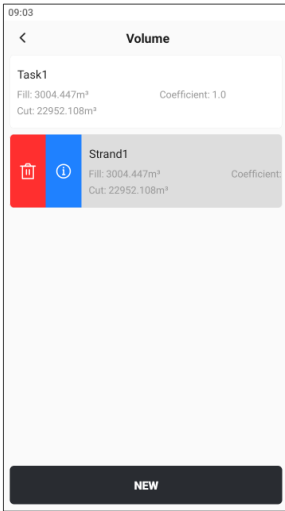 09:03
Volume
Task1
Fill: 3004.447m³ Coefficient: 1.0
Cut: 22952.108m³
Strand1
Fill: 3004.447m³ Coefficient:
Cut: 22952.108m³
NEW